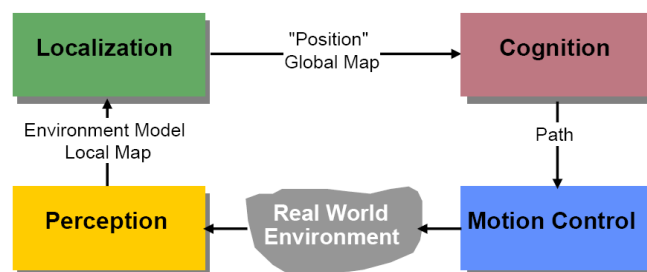 Localization
"Position"
Global Map
Cognition
Environment Model
Local Map
Path
Perception
Real World
Environment
Motion Control